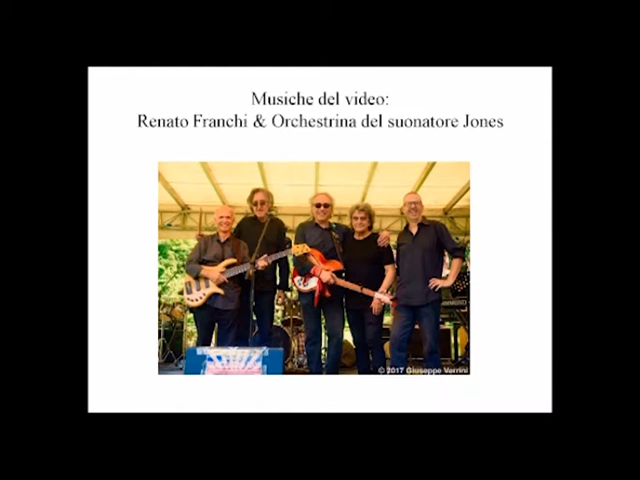 Musiche del video:
Renato Franchi & Orchestrina del suonatore Jones
© 2017 Giuseppe Verrini